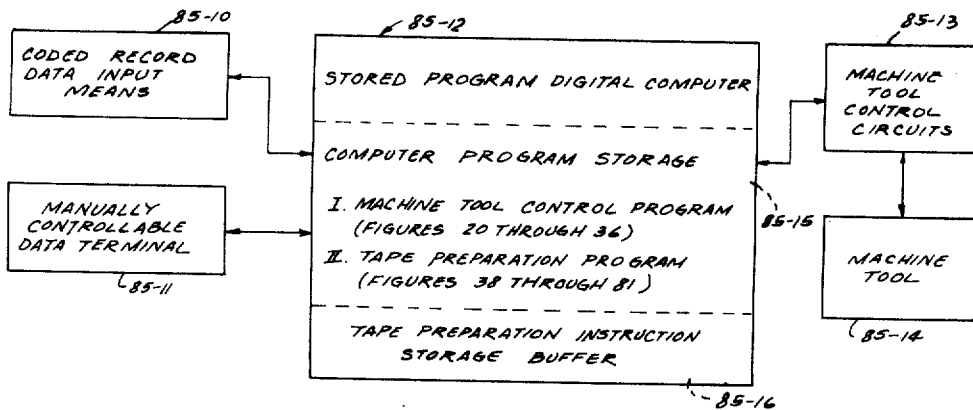 85-10
CODED RECORD
DATA INPUT
MEANS
MANUALLY
CONTROLLABLE
DATA TERMINAL
85-11
85-12
STORED PROGRAM DIGITAL COMPUTER
COMPUTER PROGRAM STORAGE
I. MACHINE TOOL CONTROL PROGRAM
(FIGURES 20 THROUGH 36)
II. TAPE PREPARATION PROGRAM
(FIGURES 38 THROUGH 81)
85-15
TAPE PREPARATION INSTRUCTION
STORAGE BUFFER
85-16
85-13
MACHINE
TOOL
CONTROL
CIRCUITS
MACHINE
TOOL
85-14